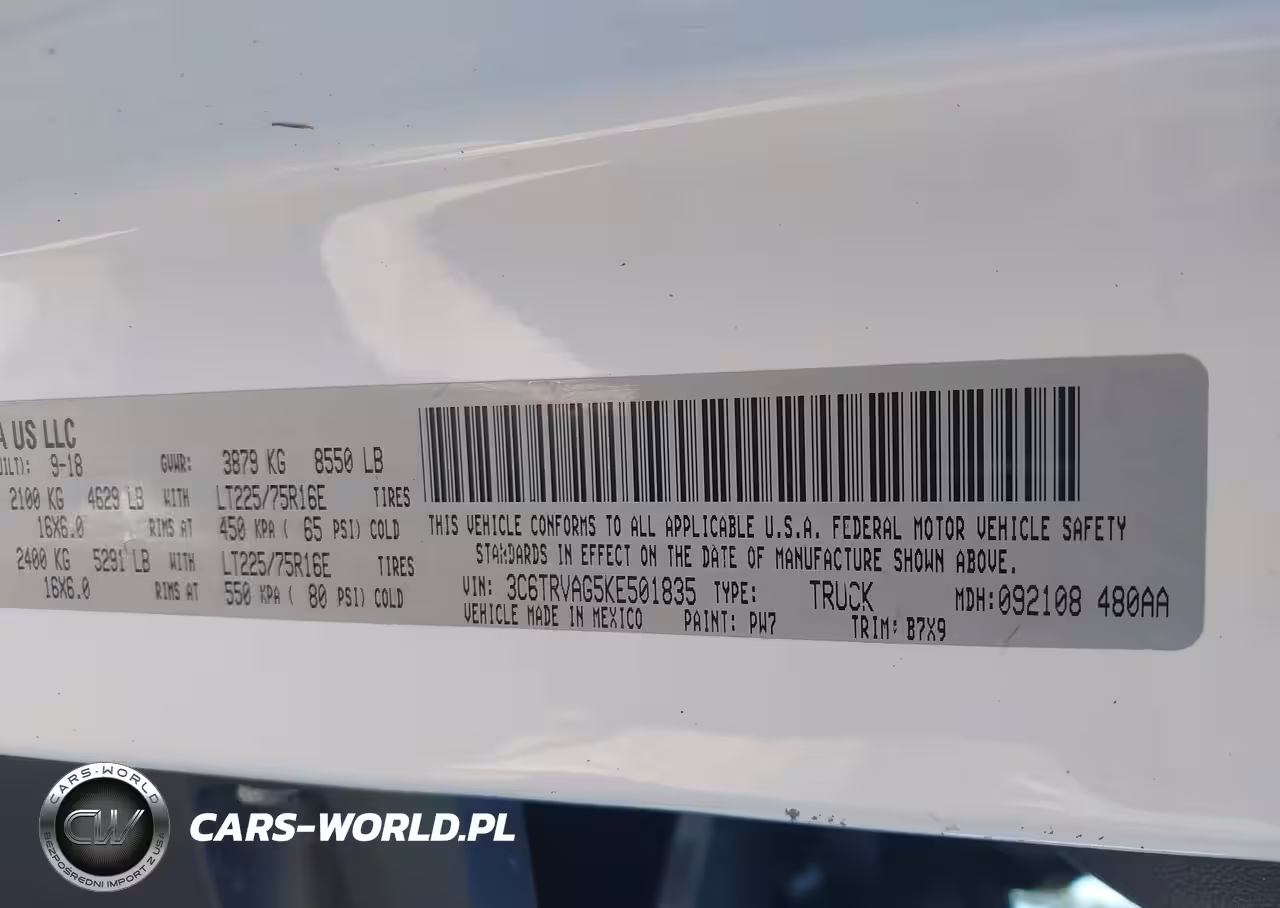 A US LLC
UILT): 9-18 GVWR: 3879 KG 8550 LB
2100 KG 4629 LB WITH LT225/75R16E TIRES
16X6.0 RIMS AT 450 KPA ( 65 PSI) COLD
2400 KG 5291 LB WITH LT225/75R16E TIRES
16X6.0 RIMS AT 550 KPA ( 80 PSI) COLD
THIS VEHICLE CONFORMS TO ALL APPLICABLE U.S.A. FEDERAL MOTOR VEHICLE SAFETY
STANDARDS IN EFFECT ON THE DATE OF MANUFACTURE SHOWN ABOVE.
VIN: 3C6TRVAG5KE501835 TYPE: TRUCK MDH:092108 480AA
VEHICLE MADE IN MEXICO PAINT: PW7 TRIM: B7X9
CARS-WORLD
CW
BEZPOŚREDNI IMPORT Z USA
CARS-WORLD.PL